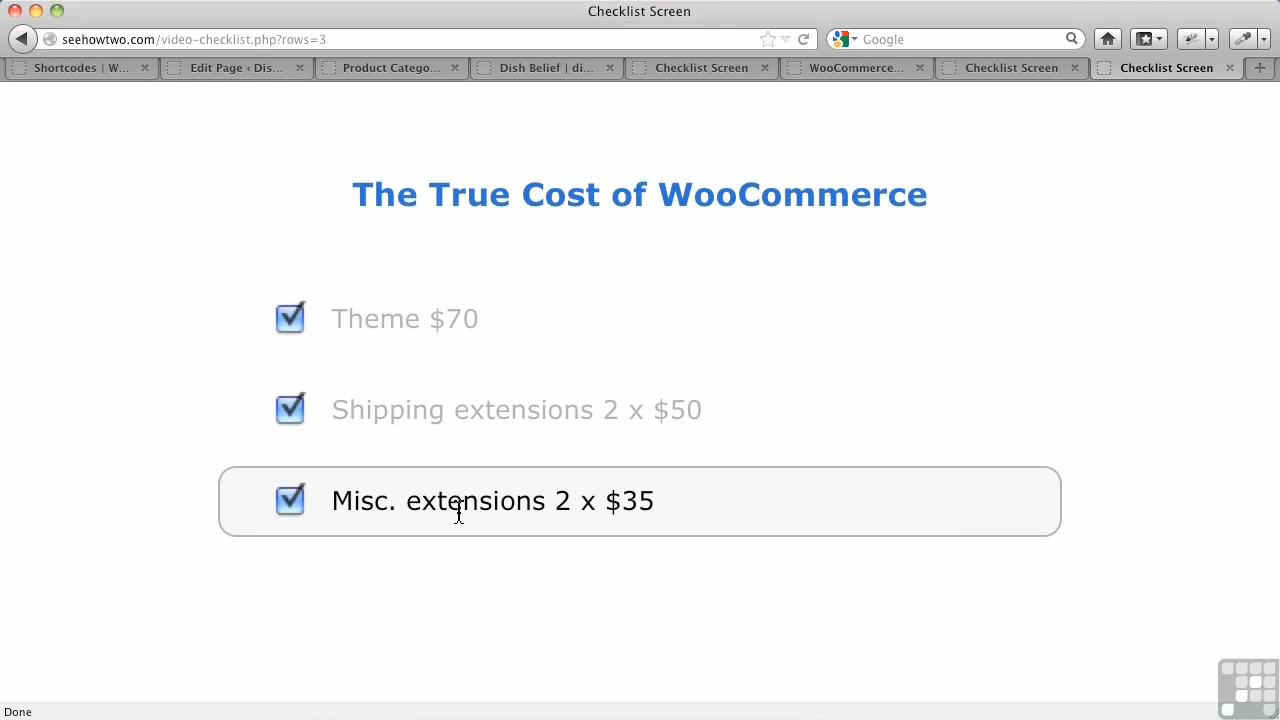 Checklist Screen
seehowtwo.com/video-checklist.php?rows=3
Google
Shortcodes | W...
Edit Page ‹ Dis...
Product Catego...
Dish Belief | di...
Checklist Screen
WooCommerce...
Checklist Screen
Checklist Screen
The True Cost of WooCommerce
Theme $70
Shipping extensions 2 x $50
Misc. extensions 2 x $35
Done